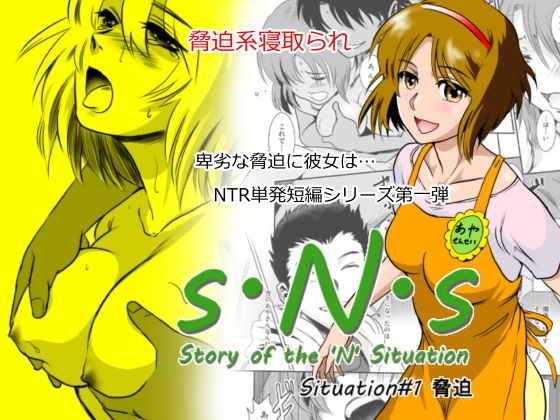 脅迫系寝取られ
卑劣な脅迫に彼女は…
NTR単発短編シリーズ第一弾
あや
せんせい
s・N・s
Story of the 'N' Situation
Situation#1 脅迫